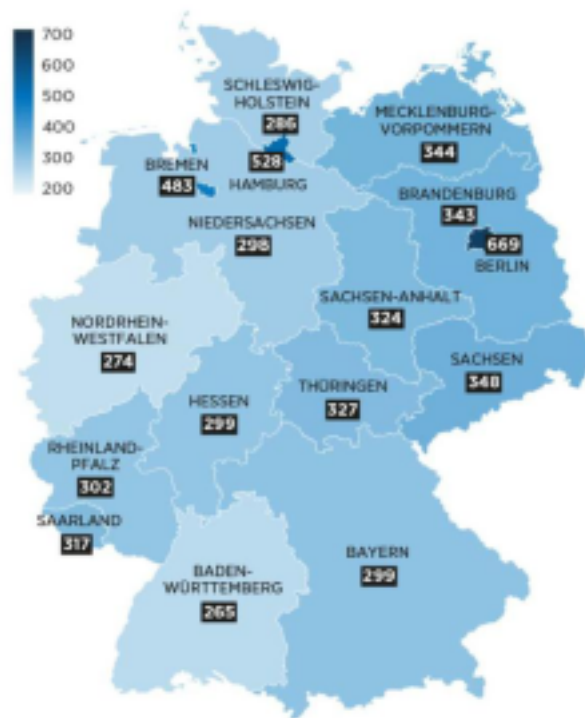 700
600
500
400
300
200
SCHLESWIG-
HOLSTEIN
286
MECKLENBURG-
VORPOMMERN
344
BREMEN
483
528
HAMBURG
BRANDENBURG
343
669
BERLIN
NIEDERSACHSEN
298
SACHSEN-ANHALT
324
NORDRHEIN-
WESTFALEN
274
SACHSEN
348
HESSEN
299
THÜRINGEN
327
RHEINLAND-
PFALZ
302
SAARLAND
317
BADEN-
WÜRTTEMBERG
265
BAYERN
299